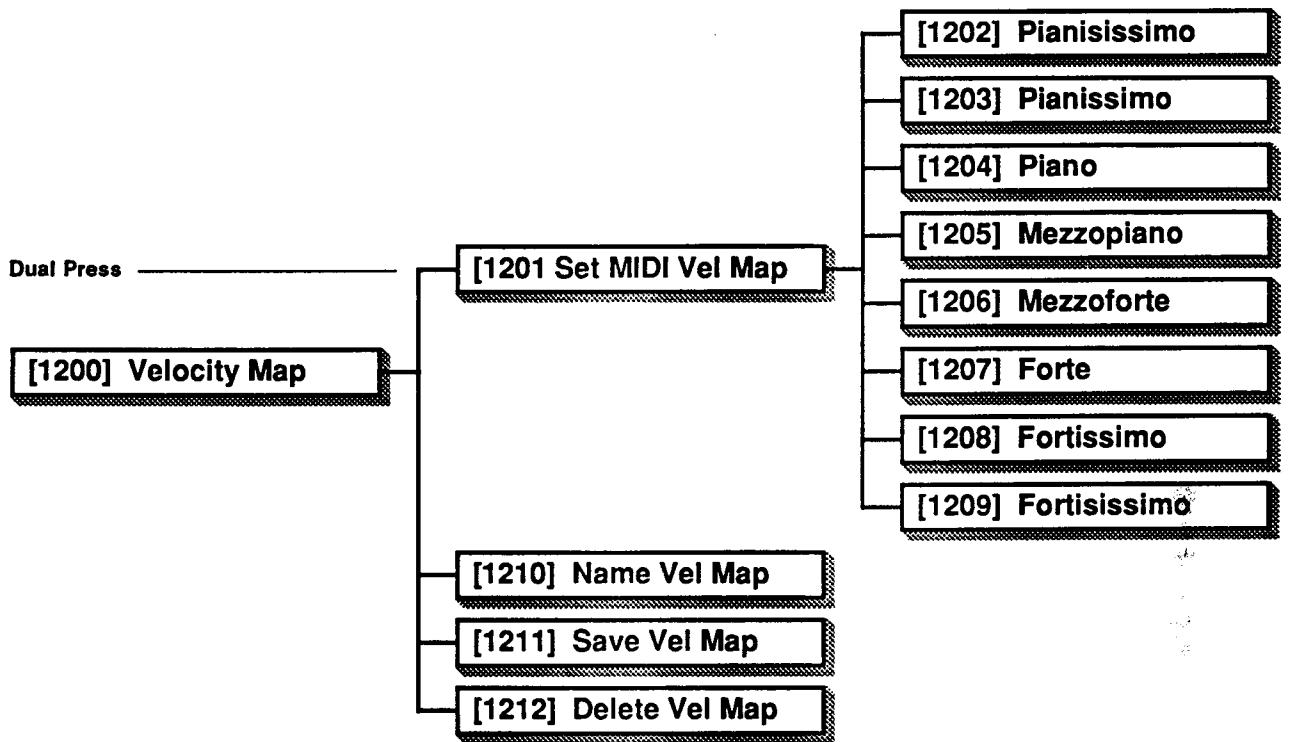 [1202] Pianisissimo
[1203] Pianissimo
[1204] Piano
[1205] Mezzopiano
Dual Press
[1201 Set MIDI Vel Map
[1206] Mezzoforte
[1200] Velocity Map
[1207] Forte
[1208] Fortissimo
[1209] Fortisissimo
[1210] Name Vel Map
[1211] Save Vel Map
[1212] Delete Vel Map